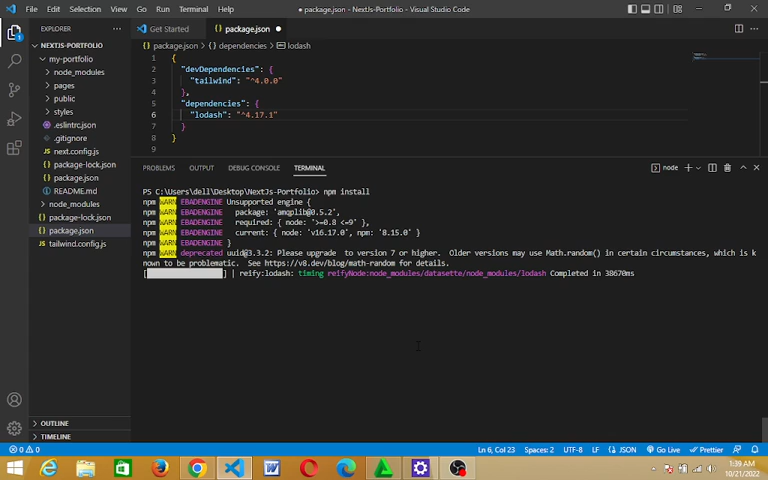 File Edit Selection View Go Run Terminal Help
● package.json - NextJs-Portfolio - Visual Studio Code
EXPLORER
NEXTJS-PORTFOLIO
my-portfolio
node_modules
pages
public
styles
.eslintrc.json
.gitignore
next.config.js
package-lock.json
package.json
README.md
node_modules
package-lock.json
package.json
tailwind.config.js
OUTLINE
TIMELINE
Get Started
package.json ●
package.json > {} dependencies > lodash
1 {
2 "devDependencies": {
3 "tailwind": "^4.0.0"
4 },
5 "dependencies": {
6 "lodash": "^4.17.1"
7 }
8 }
9
PROBLEMS OUTPUT DEBUG CONSOLE TERMINAL
node
PS C:\Users\dell\Desktop\NextJs-Portfolio> npm install
npm WARN EBADENGINE Unsupported engine {
npm WARN EBADENGINE package: 'amqplib@0.5.2',
npm WARN EBADENGINE required: { node: '>=0.8 <=9' },
npm WARN EBADENGINE current: { node: 'v16.17.0', npm: '8.15.0' }
npm WARN EBADENGINE }
npm WARN deprecated uuid@3.3.2: Please upgrade to version 7 or higher. Older versions may use Math.random() in certain circumstances, which is k
nown to be problematic. See https://v8.dev/blog/math-random for details.
[ ] | reify:lodash: timing reifyNode:node_modules/datasette/node_modules/lodash Completed in 38670ms
0 0 Ln 6, Col 23 Spaces: 2 UTF-8 LF {} JSON Go Live Prettier
1:39 AM
10/21/2022